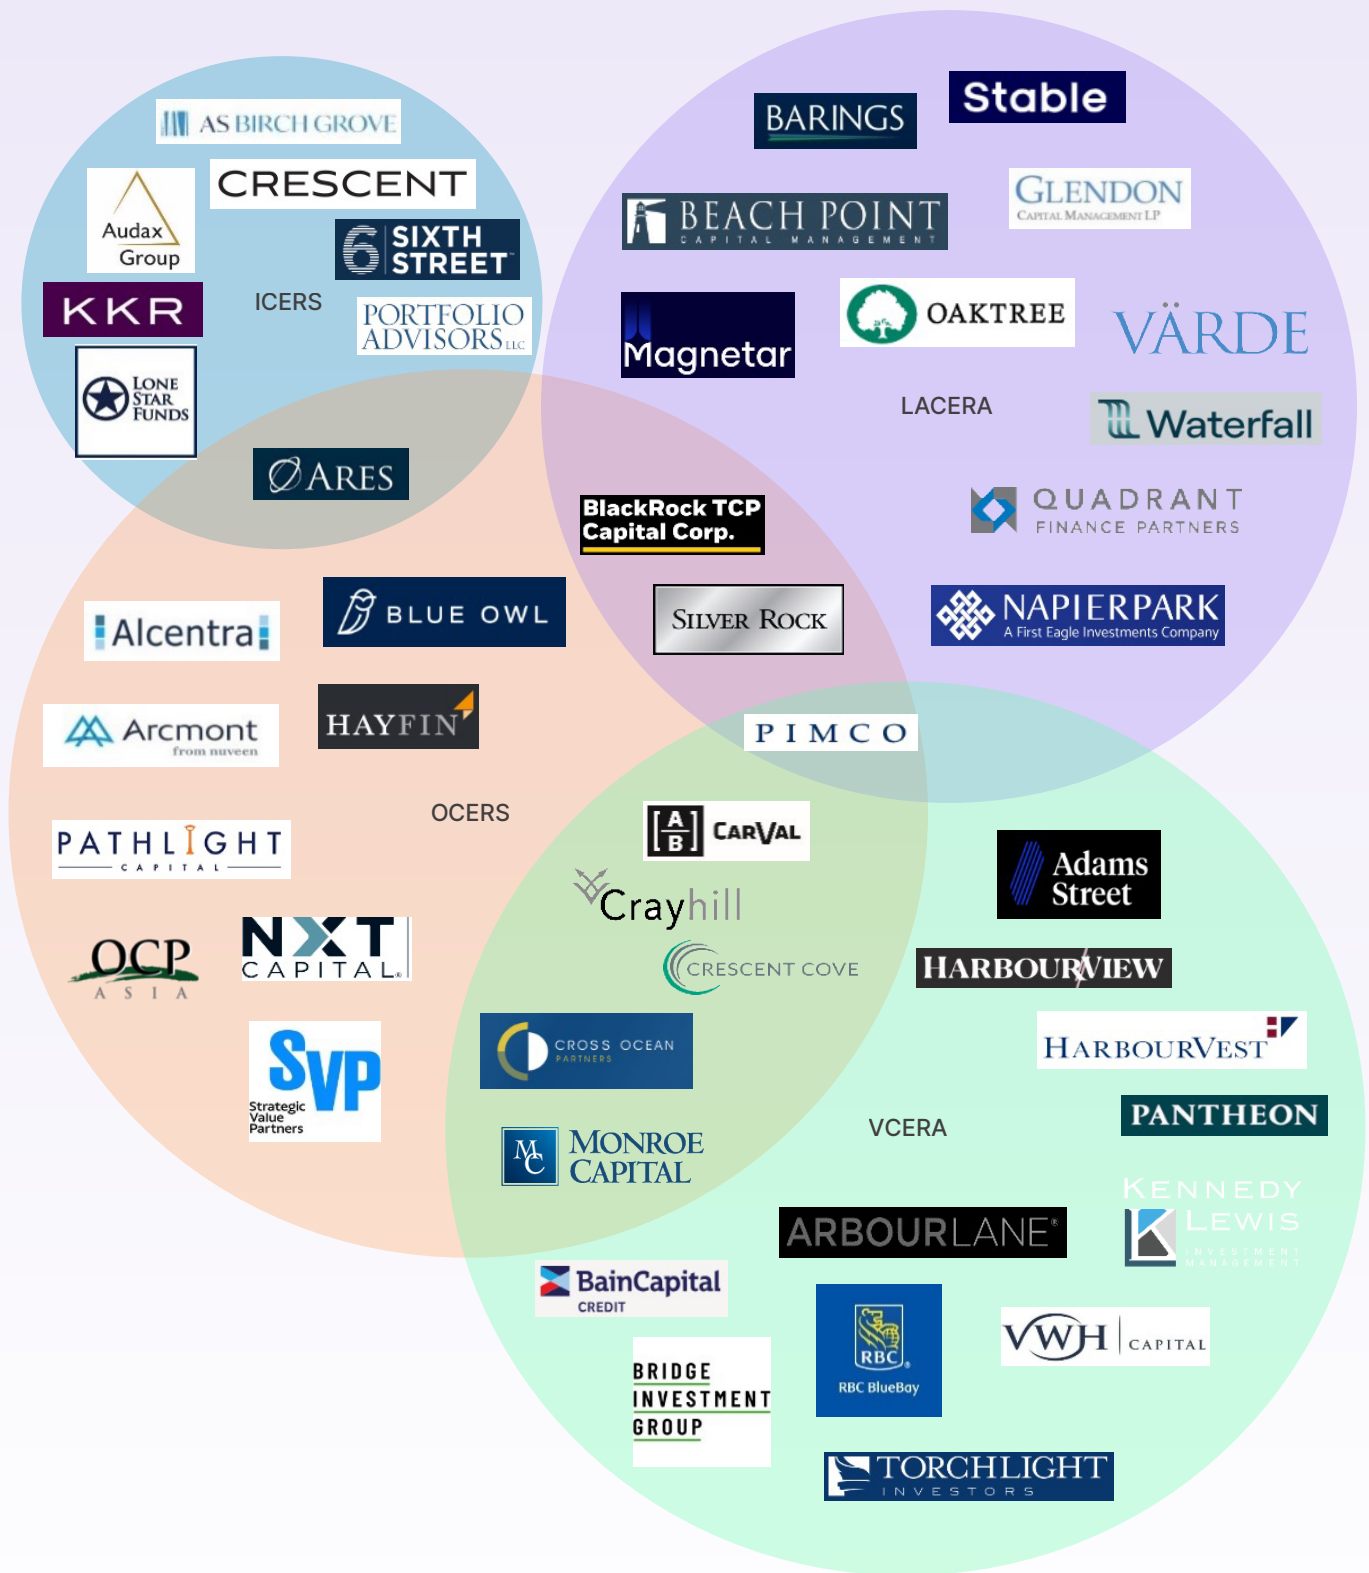 AS BIRCH GROVE
CRESCENT
Audax
Group
6 SIXTH
STREET
KKR
ICERS
PORTFOLIO
ADVISORS LLC
LONE
STAR
FUNDS
ARES
BARINGS
Stable
BEACH POINT
CAPITAL MANAGEMENT
GLENDON
CAPITAL MANAGEMENT LP
Magnetar
OAKTREE
VÄRDE
LACERA
Waterfall
QUADRANT
FINANCE PARTNERS
BlackRock TCP
Capital Corp.
SILVER ROCK
NAPIERPARK
A First Eagle Investments Company
Alcentra
BLUE OWL
Arcmont
from nuveen
HAYFIN
PIMCO
OCERS
PATHLIGHT
CAPITAL
[A/B] CARVAL
Crayhill
CRESCENT COVE
OCP
ASIA
NXT
CAPITAL®
SVP
Strategic
Value
Partners
CROSS OCEAN
PARTNERS
MC MONROE
CAPITAL
Adams
Street
HARBOURVIEW
HARBOURVEST
PANTHEON
VCERA
KENNEDY
LEWIS
INVESTMENT
MANAGEMENT
ARBOURLANE®
BainCapital
CREDIT
RBC®
RBC BlueBay
VWH | CAPITAL
BRIDGE
INVESTMENT
GROUP
TORCHLIGHT
INVESTORS